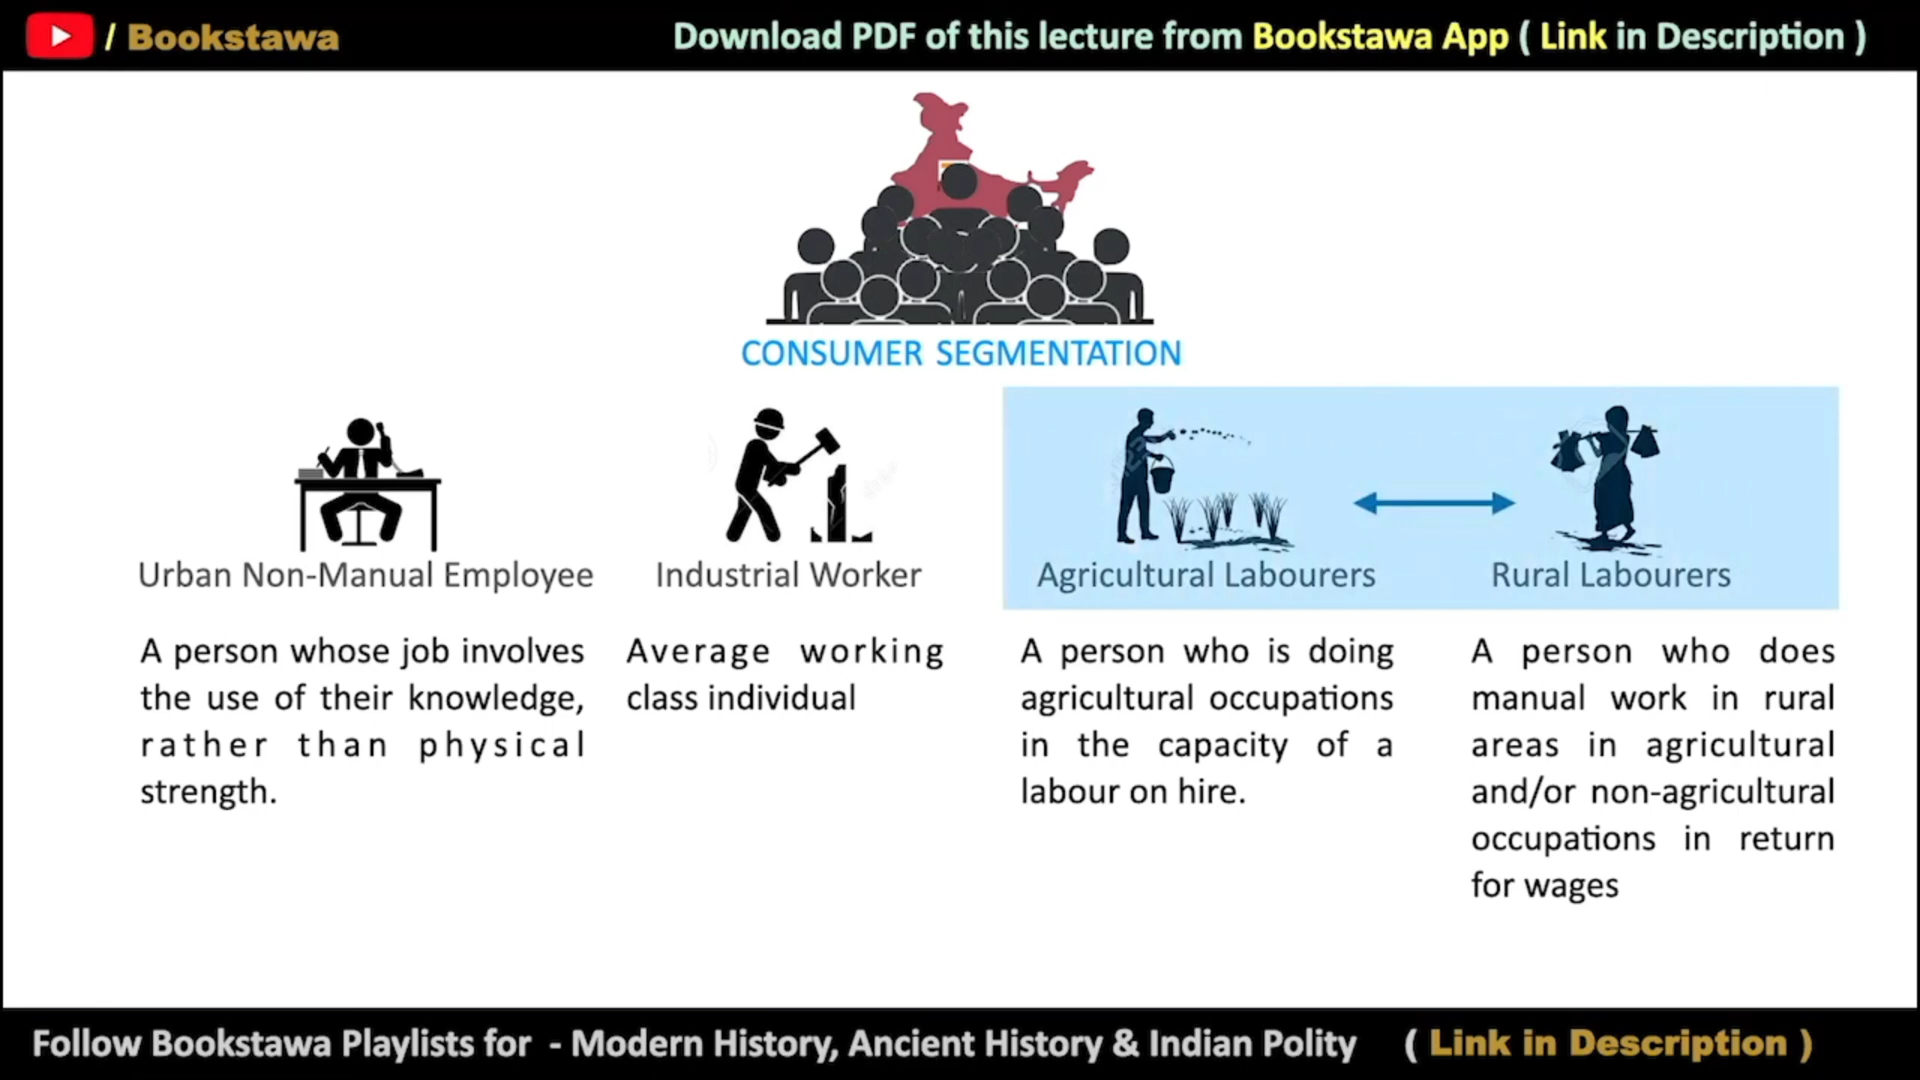 / Bookstawa
Download PDF of this lecture from Bookstawa App ( Link in Description )
CONSUMER SEGMENTATION
Urban Non-Manual Employee
A person whose job involves
the use of their knowledge,
rather than physical
strength.
Industrial Worker
Average working
class individual
Agricultural Labourers
A person who is doing
agricultural occupations
in the capacity of a
labour on hire.
Rural Labourers
A person who does
manual work in rural
areas in agricultural
and/or non-agricultural
occupations in return
for wages
Follow Bookstawa Playlists for - Modern History, Ancient History & Indian Polity ( Link in Description )